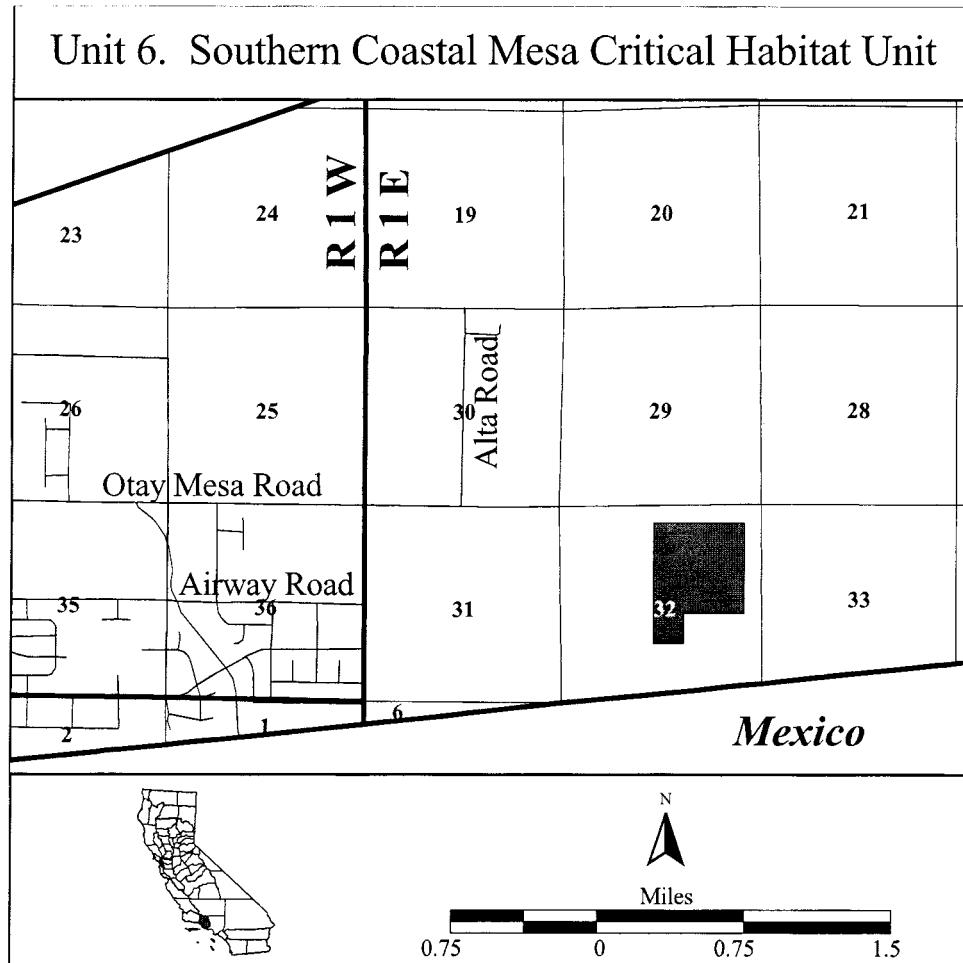 Unit 6. Southern Coastal Mesa Critical Habitat Unit
R 1 W
R 1 E
23
24
19
20
21
26
25
30
29
28
Alta Road
Otay Mesa Road
Airway Road
35
36
31
32
33
2
1
6
Mexico
N
Miles
0.75 0 0.75 1.5